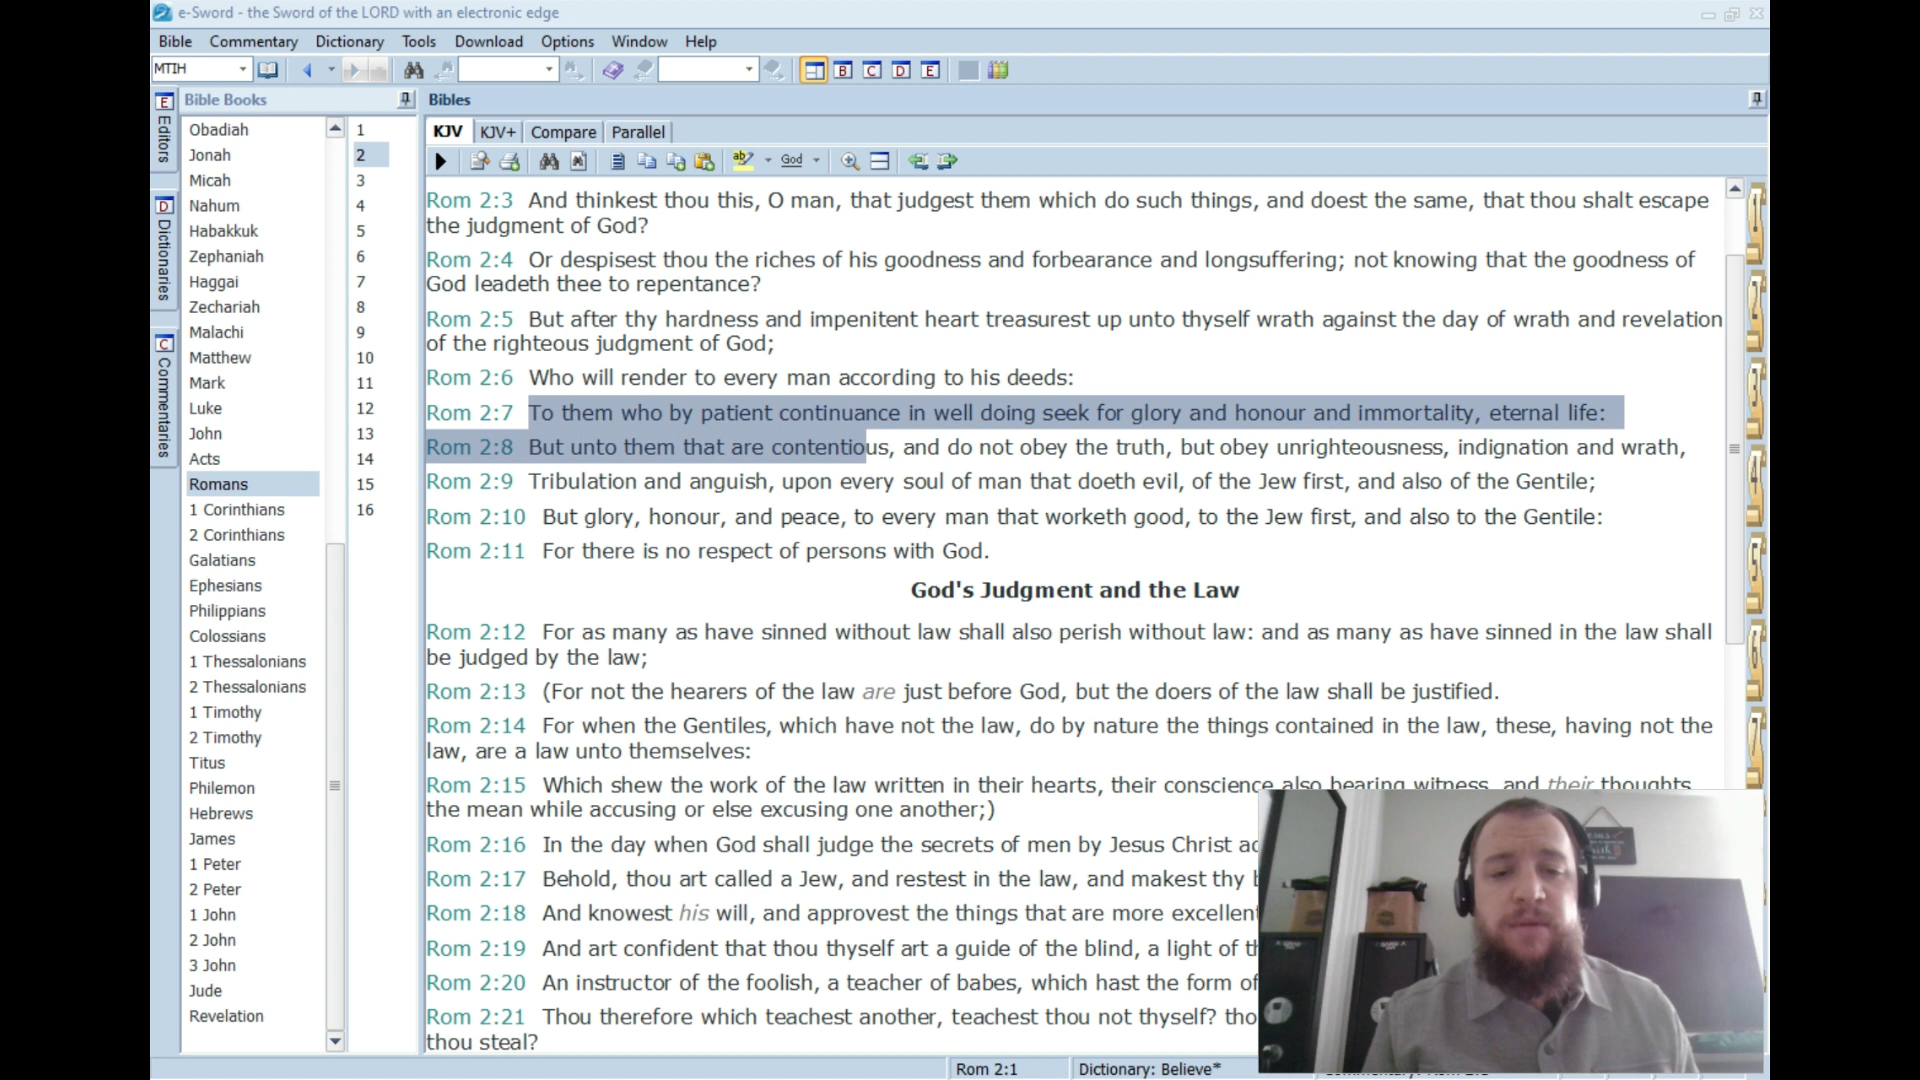 e-Sword - the Sword of the LORD with an electronic edge
Bible Commentary Dictionary Tools Download Options Window Help
MTIH
B C D E
E Editors
D Dictionaries
C Commentaries
Bible Books
Obadiah
Jonah
Micah
Nahum
Habakkuk
Zephaniah
Haggai
Zechariah
Malachi
Matthew
Mark
Luke
John
Acts
Romans
1 Corinthians
2 Corinthians
Galatians
Ephesians
Philippians
Colossians
1 Thessalonians
2 Thessalonians
1 Timothy
2 Timothy
Titus
Philemon
Hebrews
James
1 Peter
2 Peter
1 John
2 John
3 John
Jude
Revelation
1
2
3
4
5
6
7
8
9
10
11
12
13
14
15
16
Bibles
KJV KJV+ Compare Parallel
ab God
Rom 2:3 And thinkest thou this, O man, that judgest them which do such things, and doest the same, that thou shalt escape
the judgment of God?
Rom 2:4 Or despisest thou the riches of his goodness and forbearance and longsuffering; not knowing that the goodness of
God leadeth thee to repentance?
Rom 2:5 But after thy hardness and impenitent heart treasurest up unto thyself wrath against the day of wrath and revelation
of the righteous judgment of God;
Rom 2:6 Who will render to every man according to his deeds:
Rom 2:7 To them who by patient continuance in well doing seek for glory and honour and immortality, eternal life:
Rom 2:8 But unto them that are contentious, and do not obey the truth, but obey unrighteousness, indignation and wrath,
Rom 2:9 Tribulation and anguish, upon every soul of man that doeth evil, of the Jew first, and also of the Gentile;
Rom 2:10 But glory, honour, and peace, to every man that worketh good, to the Jew first, and also to the Gentile:
Rom 2:11 For there is no respect of persons with God.
God's Judgment and the Law
Rom 2:12 For as many as have sinned without law shall also perish without law: and as many as have sinned in the law shall
be judged by the law;
Rom 2:13 (For not the hearers of the law are just before God, but the doers of the law shall be justified.
Rom 2:14 For when the Gentiles, which have not the law, do by nature the things contained in the law, these, having not the
law, are a law unto themselves:
Rom 2:15 Which shew the work of the law written in their hearts, their conscience also bearing witness, and their thoughts
the mean while accusing or else excusing one another;)
Rom 2:16 In the day when God shall judge the secrets of men by Jesus Christ
Rom 2:17 Behold, thou art called a Jew, and restest in the law, and makest thy
Rom 2:18 And knowest his will, and approvest the things that are more excellent
Rom 2:19 And art confident that thou thyself art a guide of the blind, a light of
Rom 2:20 An instructor of the foolish, a teacher of babes, which hast the form of
Rom 2:21 Thou therefore which teachest another, teachest thou not thyself?
thou steal?
1
2
3
4
5
6
7
Rom 2:1 Dictionary: Believe*